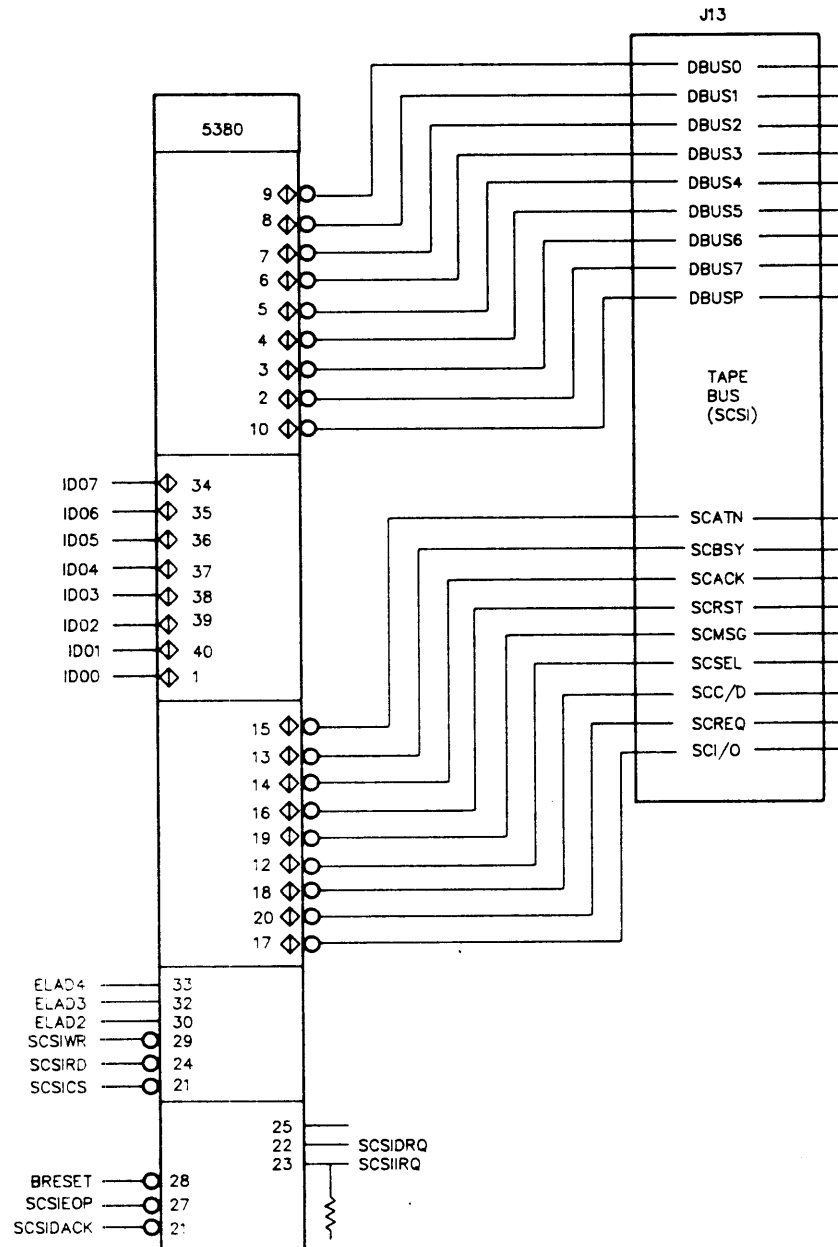 J13
5380
DBUS0
DBUS1
DBUS2
DBUS3
DBUS4
DBUS5
DBUS6
DBUS7
DBUSP
TAPE
BUS
(SCSI)
9
8
7
6
5
4
3
2
10
ID07 34
ID06 35
ID05 36
ID04 37
ID03 38
ID02 39
ID01 40
ID00 1
SCATN
SCBSY
SCACK
SCRST
SCMSG
SCSEL
SCC/D
SCREQ
SCI/O
15
13
14
16
19
12
18
20
17
ELAD4 33
ELAD3 32
ELAD2 30
SCSIWR 29
SCSIRD 24
SCSICS 21
25
22 SCSIDRQ
23 SCSIIRQ
BRESET 28
SCSIEOP 27
SCSIDACK 21